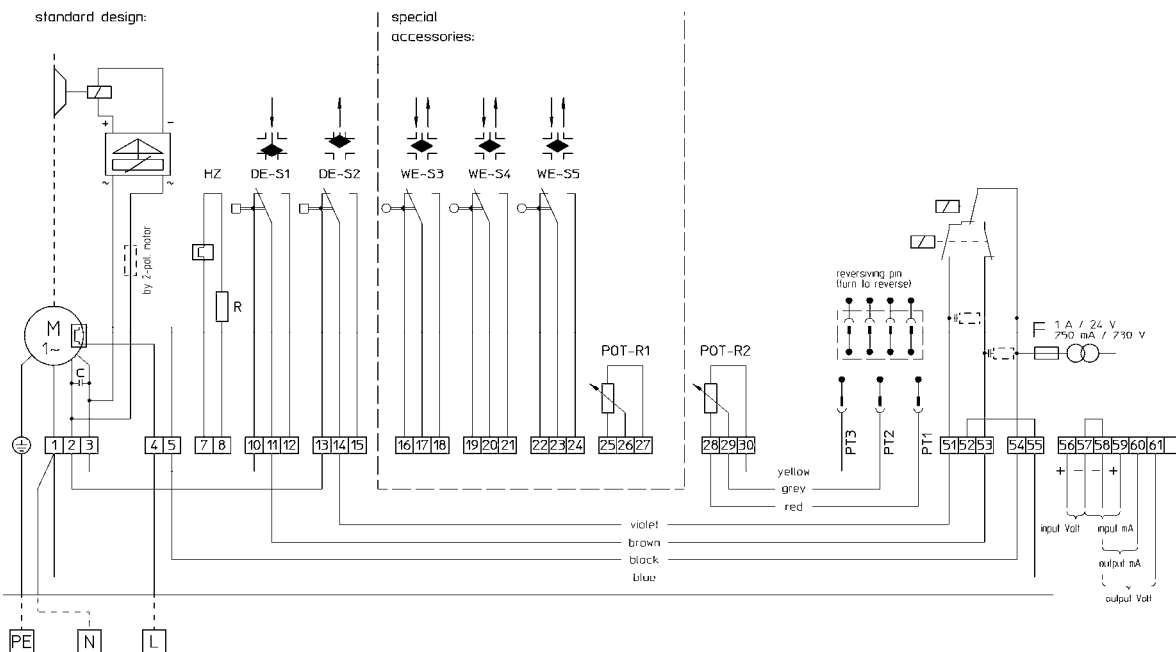 standard design:
special
accessories:
+ −
~ ~
HZ DE~S1 DE~S2 WE~S3 WE~S4 WE~S5
by 2-pol. motor
R
M
1~
C
reversiving pin
(turn to reverse)
F 1 A / 24 V
250 mA / 230 V
POT-R1 POT-R2
PT3 PT2 PT1
1 2 3 4 5 7 8 10 11 12 13 14 15 16 17 18 19 20 21 22 23 24 25 26 27 28 29 30 51 52 53 54 55 56 57 58 59 60 61
+ − − +
yellow
grey
red
violet
brown
black
blue
input Volt input mA
output mA
output Volt
PE N L